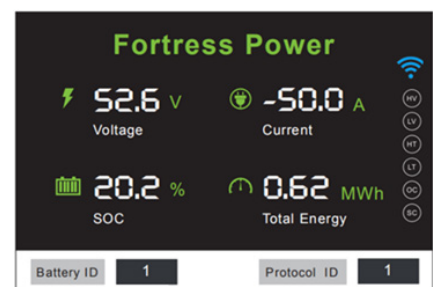 Fortress Power
52.6 V
Voltage
-50.0 A
Current
20.2 %
SOC
0.62 MWh
Total Energy
HV
LV
HT
LT
OC
SC
Battery ID 1
Protocol ID 1